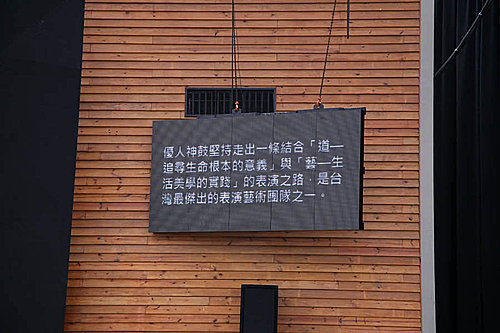 優人神鼓堅持走出一條結合「道—
追尋生命根本的意義」與「藝—生
活美學的實踐」的表演之路，是台
灣最傑出的表演藝術團隊之一。